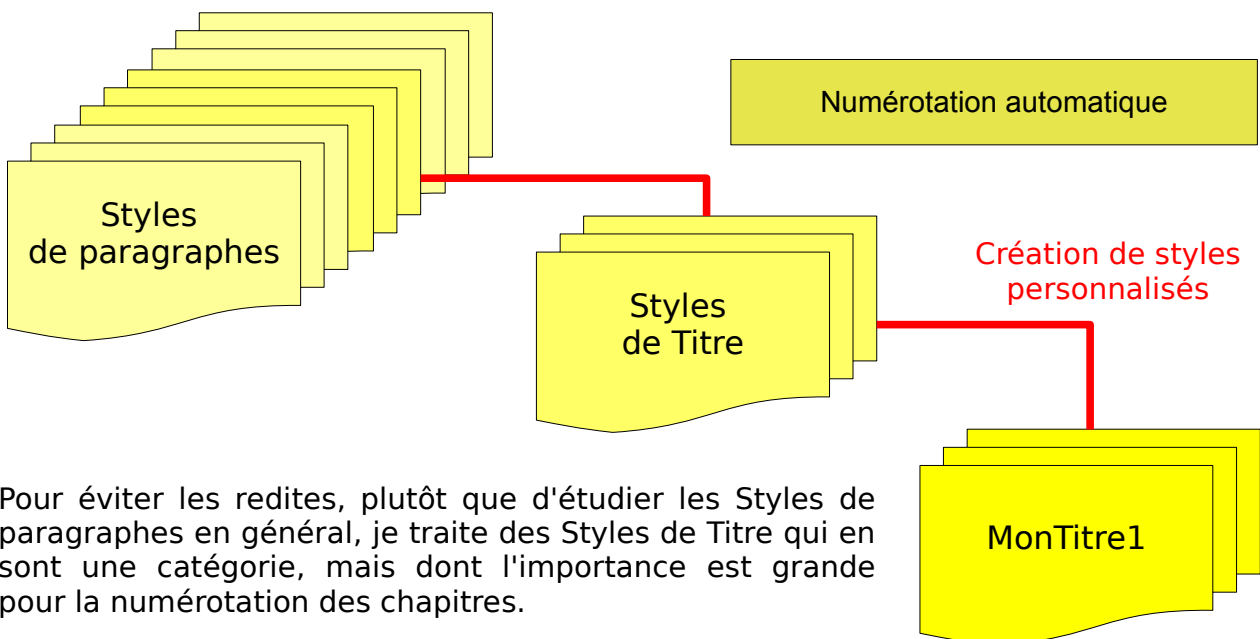 Numérotation automatique
Styles
de paragraphes
Création de styles
personnalisés
Styles
de Titre
Pour éviter les redites, plutôt que d'étudier les Styles de
paragraphes en général, je traite des Styles de Titre qui en
sont une catégorie, mais dont l'importance est grande
pour la numérotation des chapitres.
MonTitre1